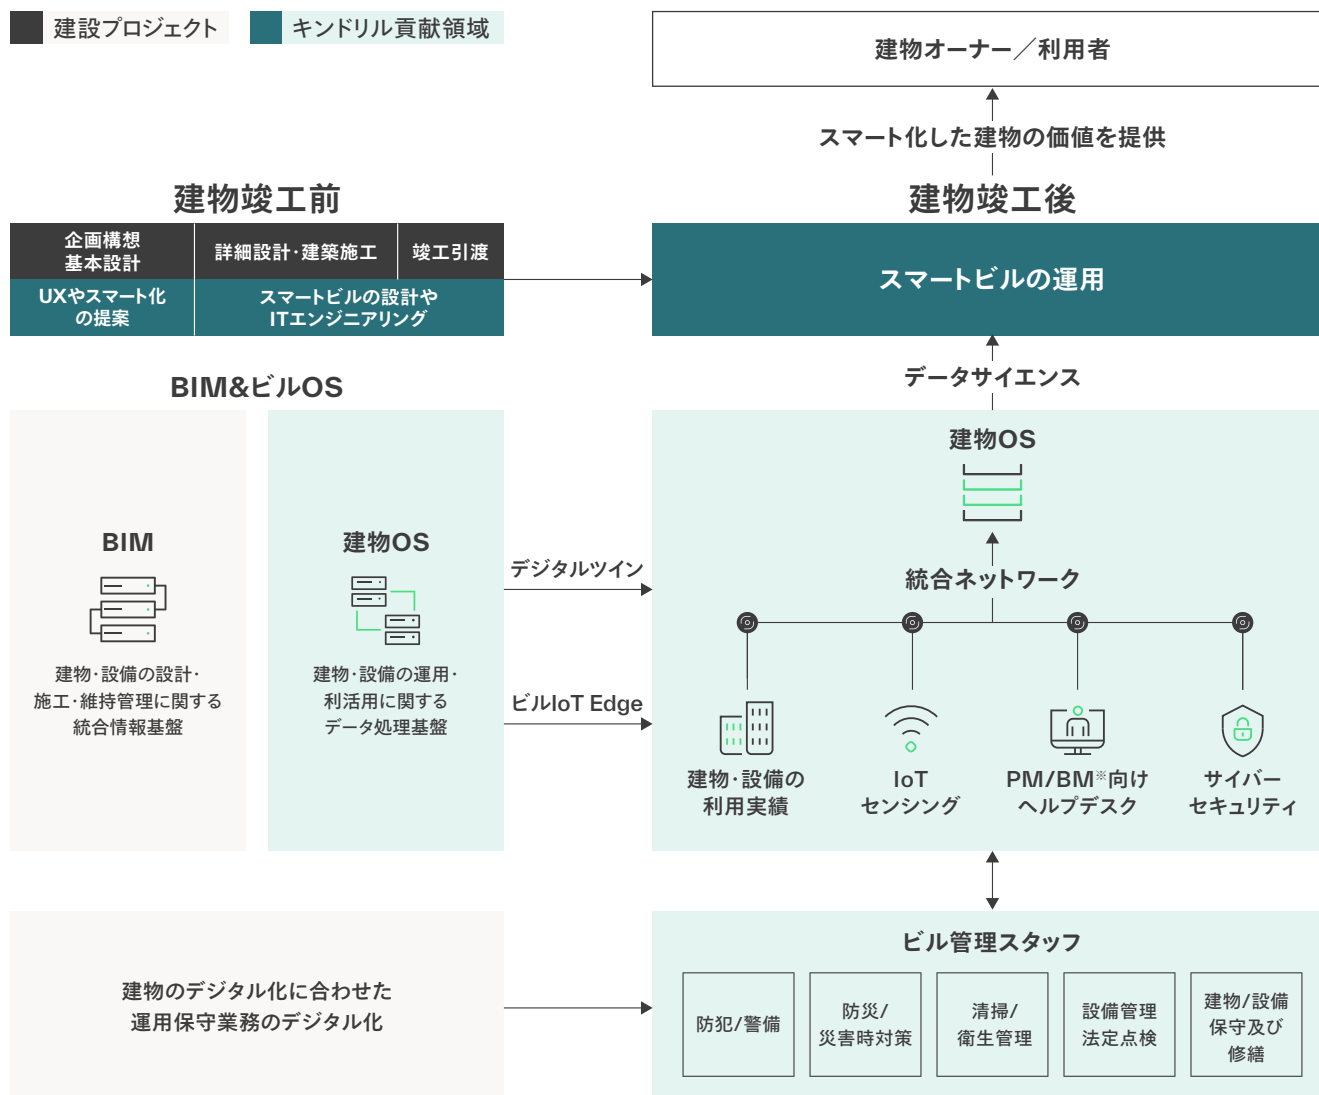 建設プロジェクト
キンドリル貢献領域
建物オーナー／利用者
スマート化した建物の価値を提供
建物竣工前
建物竣工後
企画構想
基本設計
詳細設計・建築施工
竣工引渡
UXやスマート化
の提案
スマートビルの設計や
ITエンジニアリング
スマートビルの運用
データサイエンス
BIM&ビルOS
BIM
建物・設備の設計・
施工・維持管理に関する
統合情報基盤
建物OS
建物・設備の運用・
利活用に関する
データ処理基盤
デジタルツイン
ビルIoT Edge
建物OS
統合ネットワーク
建物・設備の
利用実績
IoT
センシング
PM/BM※向け
ヘルプデスク
サイバー
セキュリティ
建物のデジタル化に合わせた
運用保守業務のデジタル化
ビル管理スタッフ
防犯/警備
防災/
災害時対策
清掃/
衛生管理
設備管理
法定点検
建物/設備
保守及び
修繕